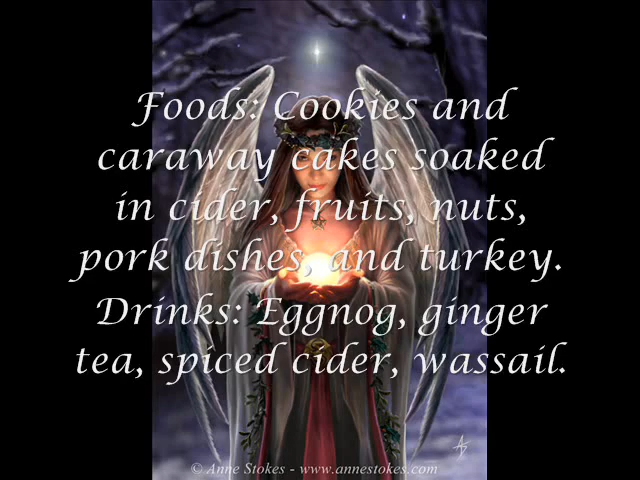 Foods: Cookies and
caraway cakes soaked
in cider, fruits, nuts,
pork dishes, and turkey.
Drinks: Eggnog, ginger
tea, spiced cider, wassail.
© Anne Stokes - www.annestokes.com